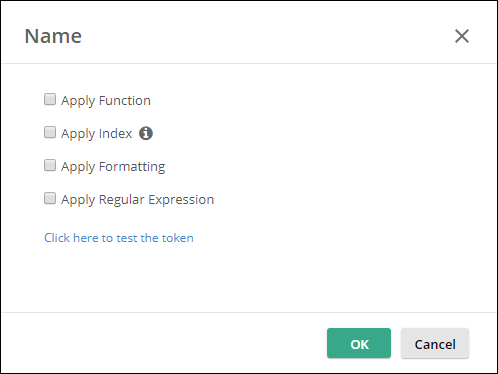 Name
Apply Function
Apply Index
Apply Formatting
Apply Regular Expression
Click here to test the token
OK
Cancel